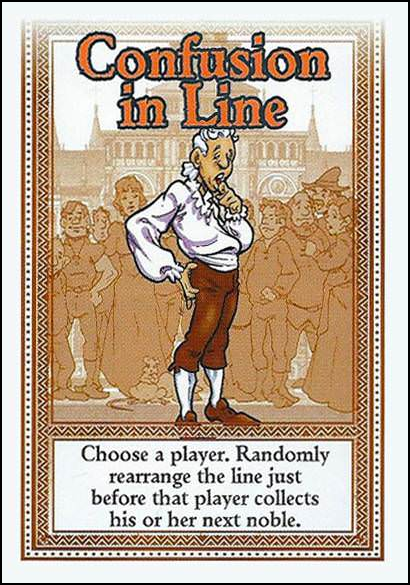 Confusion
in Line
Choose a player. Randomly
rearrange the line just
before that player collects
his or her next noble.